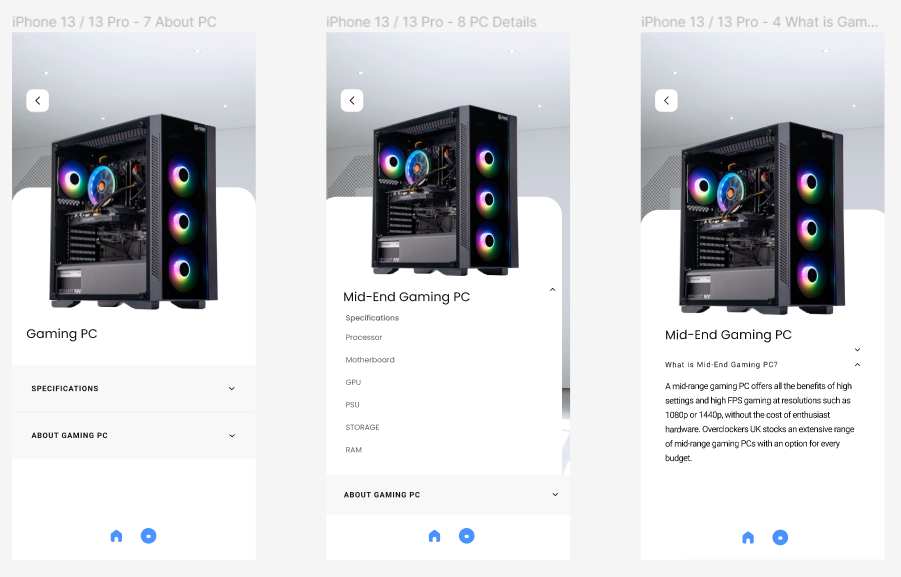 iPhone 13 / 13 Pro - 7 About PC
Gaming PC
SPECIFICATIONS
ABOUT GAMING PC
iPhone 13 / 13 Pro - 8 PC Details
Mid-End Gaming PC
Specifications
Processor
Motherboard
GPU
PSU
STORAGE
RAM
ABOUT GAMING PC
iPhone 13 / 13 Pro - 4 What is Gam...
Mid-End Gaming PC
What is Mid-End Gaming PC?
A mid-range gaming PC offers all the benefits of high
settings and high FPS gaming at resolutions such as
1080p or 1440p, without the cost of enthusiast
hardware. Overclockers UK stocks an extensive range
of mid-range gaming PCs with an option for every
budget.